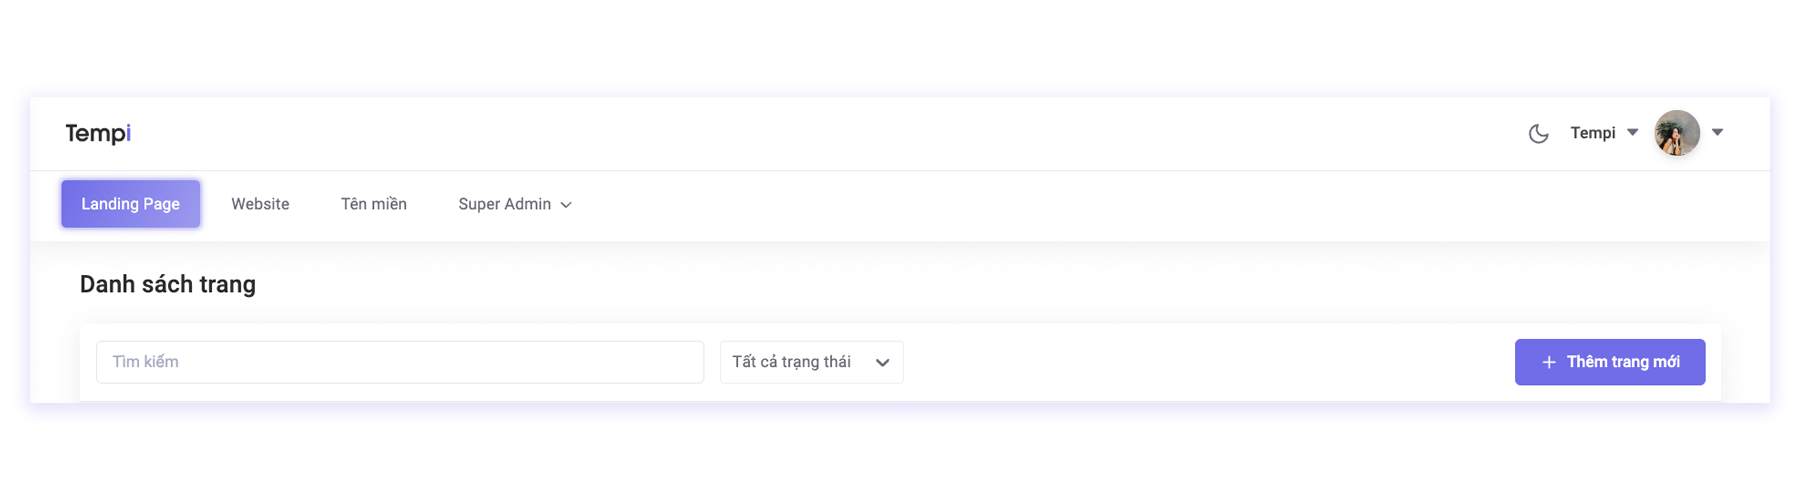 Tempi
Tempi
Landing Page Website Tên miền Super Admin
Danh sách trang
Tìm kiếm Tất cả trạng thái + Thêm trang mới